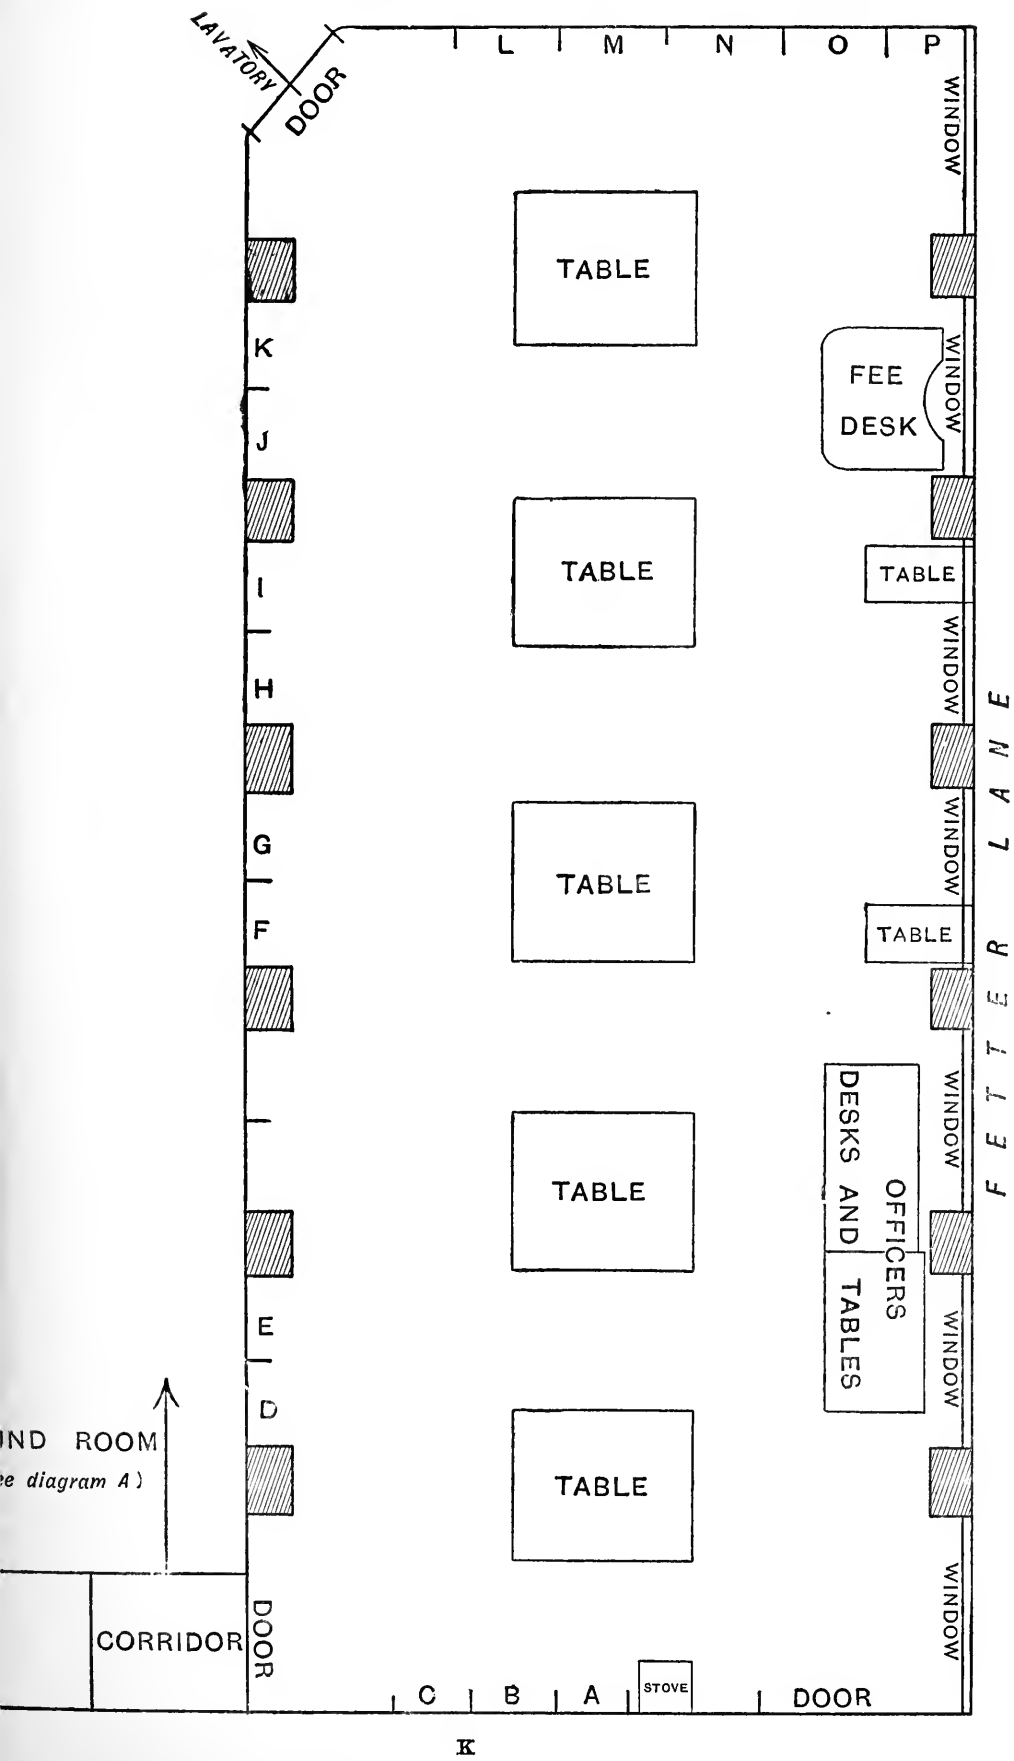 LAVATORY
DOOR
L M N O P
WINDOW
TABLE
K
FEE
DESK
WINDOW
J
TABLE
TABLE
I
WINDOW
H
FETTER LANE
WINDOW
G
TABLE
F
TABLE
WINDOW
OFFICERS
DESKS AND TABLES
TABLE
E
WINDOW
D
ROOM
diagram A)
TABLE
WINDOW
CORRIDOR
DOOR
C B A
STOVE
DOOR
K